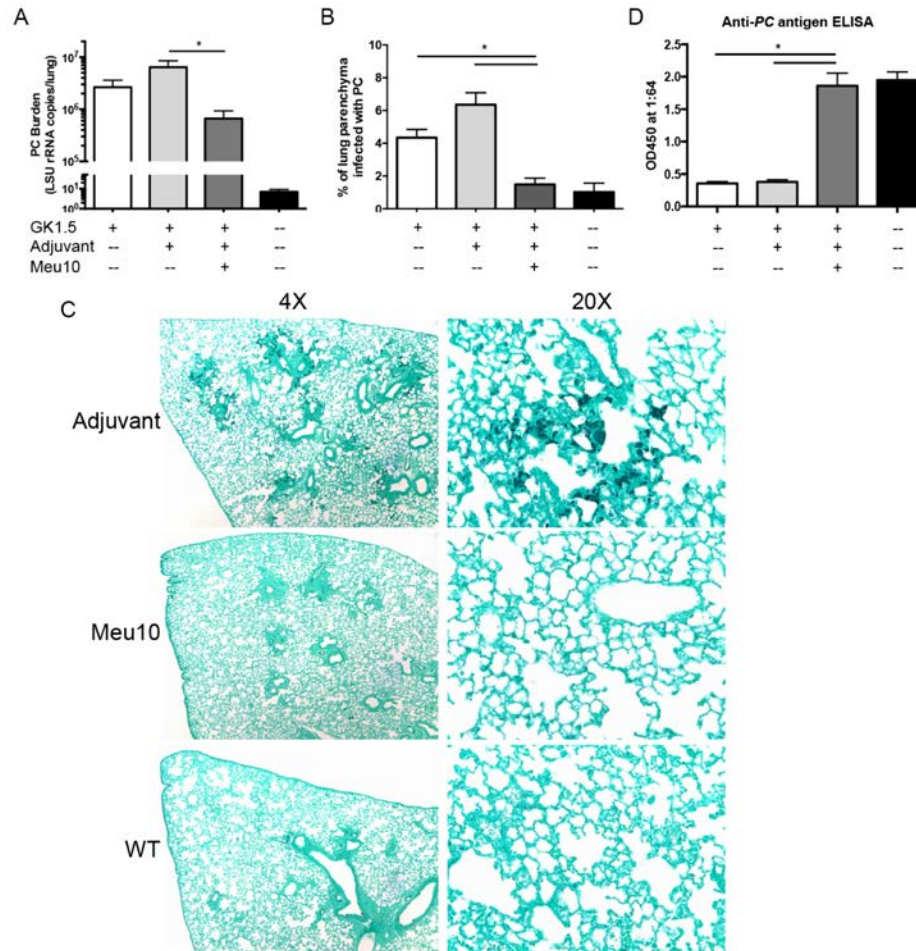 A
*
PC Burden
(LSU rRNA copies/lung)
10⁷
10⁶
10⁵
10¹
10⁰
GK1.5 + + + --
Adjuvant -- + + --
Meu10 -- -- + --
B
*
% of lung parenchyma
infected with PC
10
8
6
4
2
0
+ + + --
-- + + --
-- -- + --
D
Anti-PC antigen ELISA
*
OD450 at 1:64
2.5
2.0
1.5
1.0
0.5
0.0
+ + + --
-- + + --
-- -- + --
C
4X 20X
Adjuvant
Meu10
WT